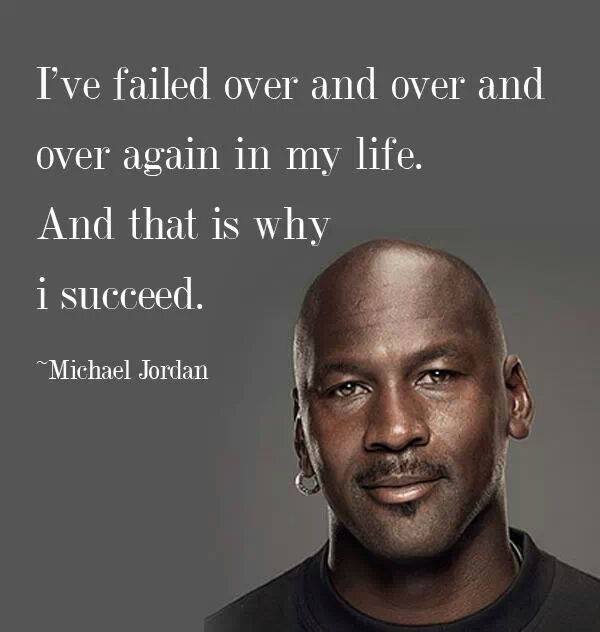 I've failed over and over and
over again in my life.
And that is why
i succeed.
~Michael Jordan